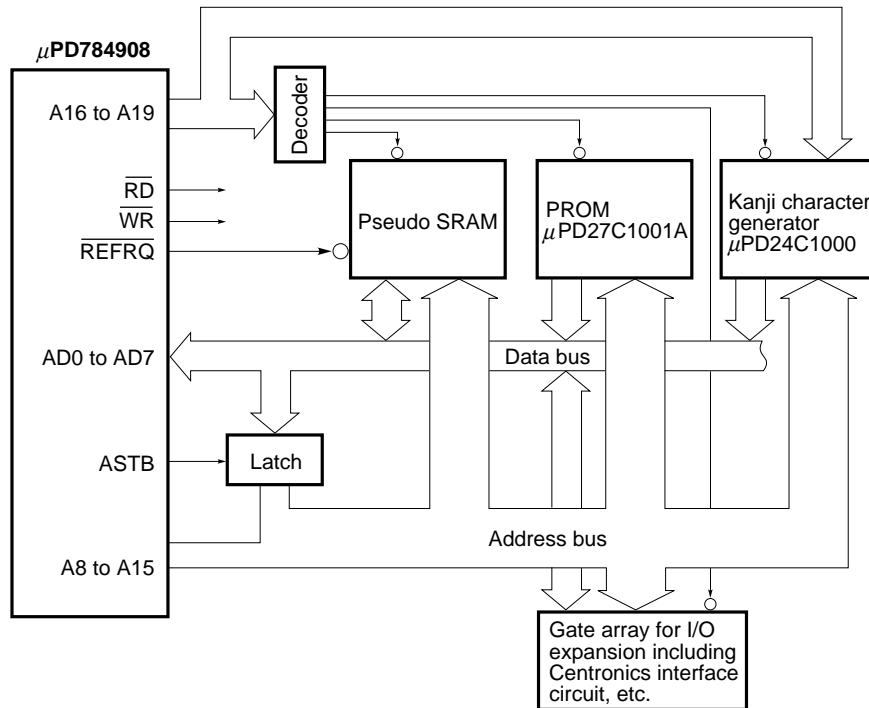 μPD784908
A16 to A19
Decoder
RD
WR
REFRQ
Pseudo SRAM
PROM
μPD27C1001A
Kanji character
generator
μPD24C1000
AD0 to AD7
Data bus
ASTB
Latch
Address bus
A8 to A15
Gate array for I/O
expansion including
Centronics interface
circuit, etc.